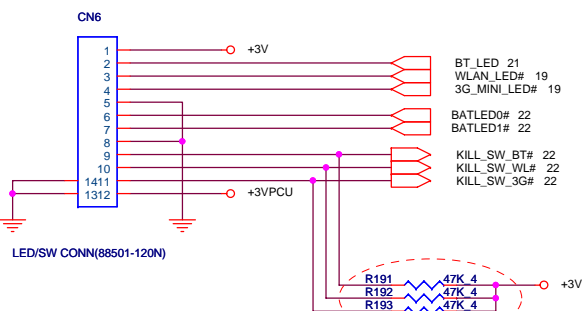 CN6
1 +3V
2 BT_LED 21
3 WLAN_LED# 19
4 3G_MINI_LED# 19
5
6 BATLED0# 22
7 BATLED1# 22
8
9 KILL_SW_BT# 22
10 KILL_SW_WL# 22
1411 KILL_SW_3G# 22
1312 +3VPCU
LED/SW CONN(88501-120N)
R191 47K_4 +3V
R192 47K_4
R193 47K_4